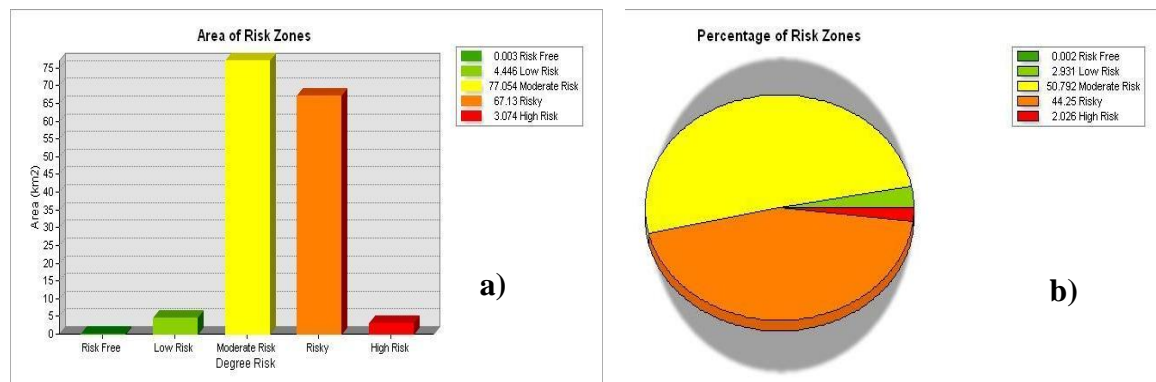 Area of Risk Zones
0.003 Risk Free
4.446 Low Risk
77.054 Moderate Risk
67.13 Risky
3.074 High Risk
Area (km2)
75
70
65
60
55
50
45
40
35
30
25
20
15
10
5
0
Risk Free Low Risk Moderate Risk Risky High Risk
Degree Risk
a)
Percentage of Risk Zones
0.002 Risk Free
2.931 Low Risk
50.792 Moderate Risk
44.25 Risky
2.026 High Risk
b)